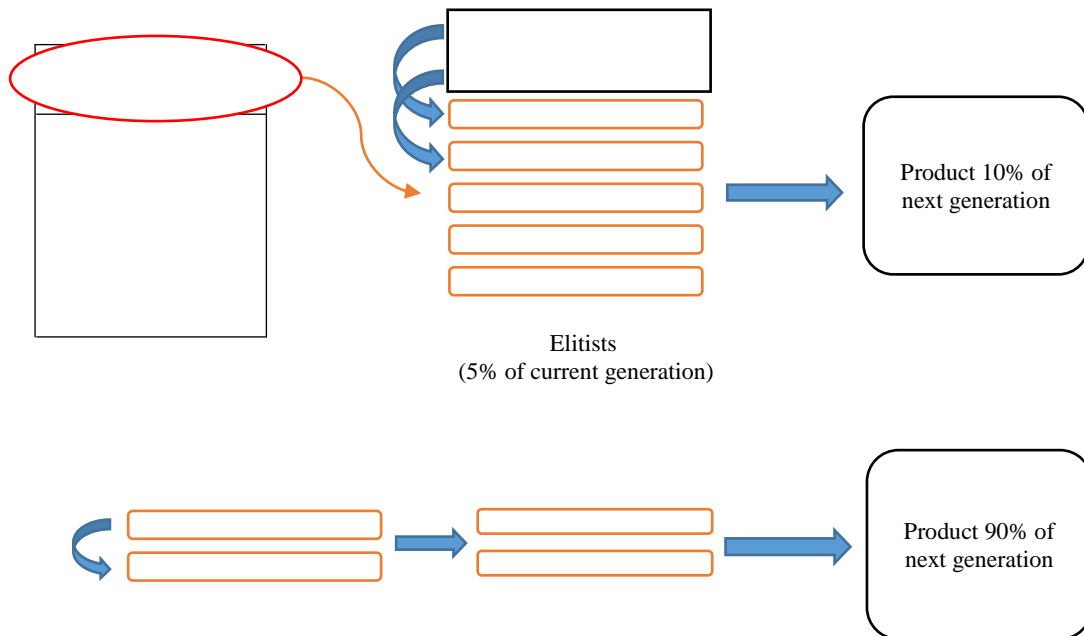 Product 10% of
next generation
Elitists
(5% of current generation)
Product 90% of
next generation